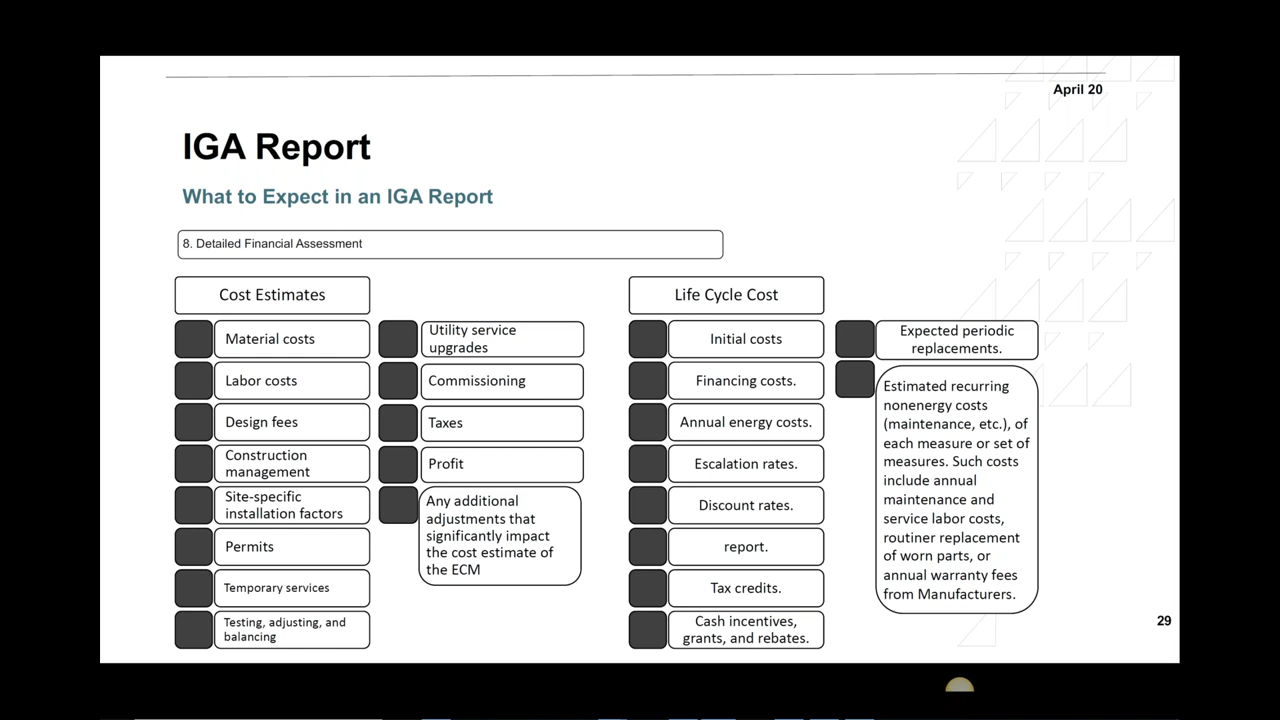 April 20
IGA Report
What to Expect in an IGA Report
8. Detailed Financial Assessment
Cost Estimates
Material costs
Labor costs
Design fees
Construction
management
Site-specific
installation factors
Permits
Temporary services
Testing, adjusting, and
balancing
Utility service
upgrades
Commissioning
Taxes
Profit
Any additional
adjustments that
significantly impact
the cost estimate of
the ECM
Life Cycle Cost
Initial costs
Financing costs.
Annual energy costs.
Escalation rates.
Discount rates.
report.
Tax credits.
Cash incentives,
grants, and rebates.
Expected periodic
replacements.
Estimated recurring
nonenergy costs
(maintenance, etc.), of
each measure or set of
measures. Such costs
include annual
maintenance and
service labor costs,
routiner replacement
of worn parts, or
annual warranty fees
from Manufacturers.
29